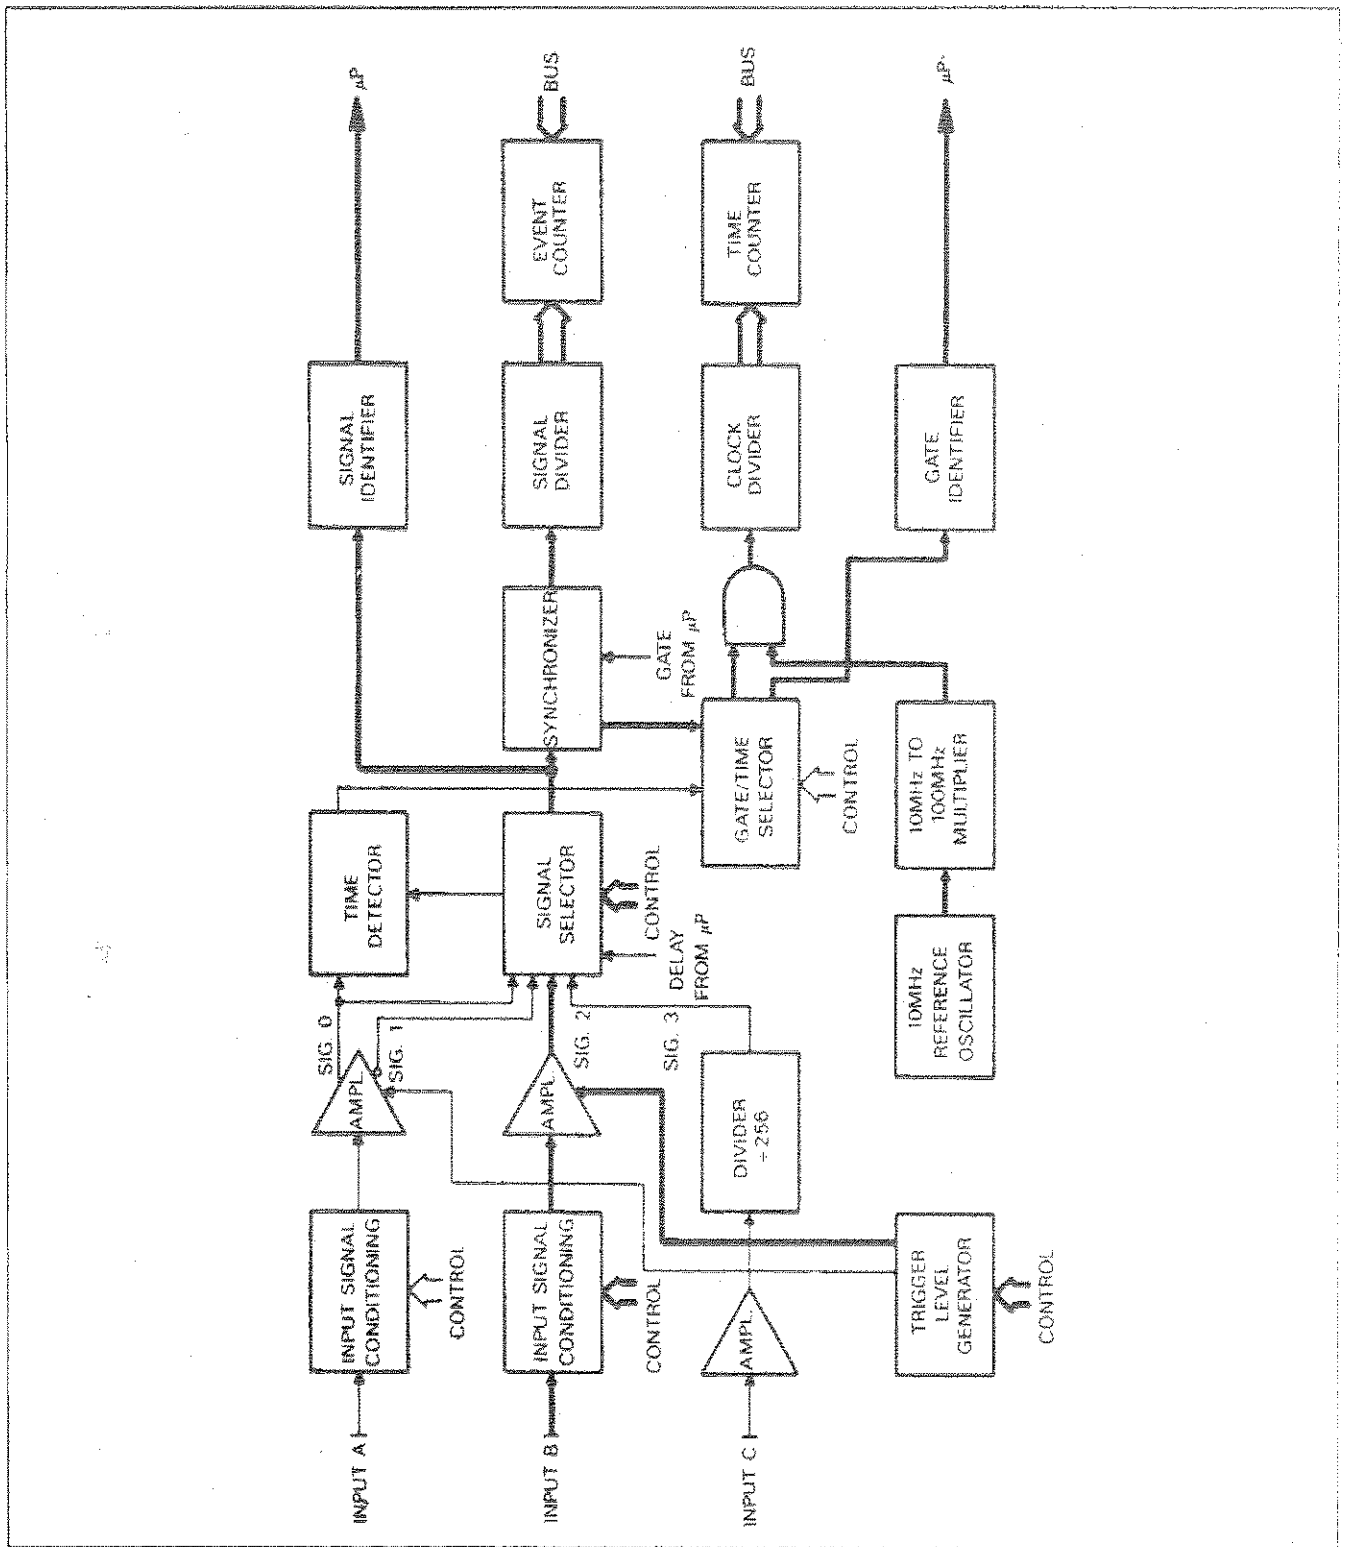 INPUT A
INPUT SIGNAL
CONDITIONING
CONTROL
AMPL.
SIG. 0
SIG. 1
TIME
DETECTOR
SIGNAL
IDENTIFIER
μP
INPUT B
INPUT SIGNAL
CONDITIONING
CONTROL
AMPL.
SIG. 2
SIG. 3
SIGNAL
SELECTOR
DELAY
FROM μP
CONTROL
SYNCHRONIZER
GATE
FROM μP
SIGNAL
DIVIDER
EVENT
COUNTER
BUS
INPUT C
AMPL.
DIVIDER
÷256
GATE/TIME
SELECTOR
CONTROL
CLOCK
DIVIDER
TIME
COUNTER
BUS
TRIGGER
LEVEL
GENERATOR
CONTROL
10MHz
REFERENCE
OSCILLATOR
10MHz TO
100MHz
MULTIPLIER
GATE
IDENTIFIER
μP